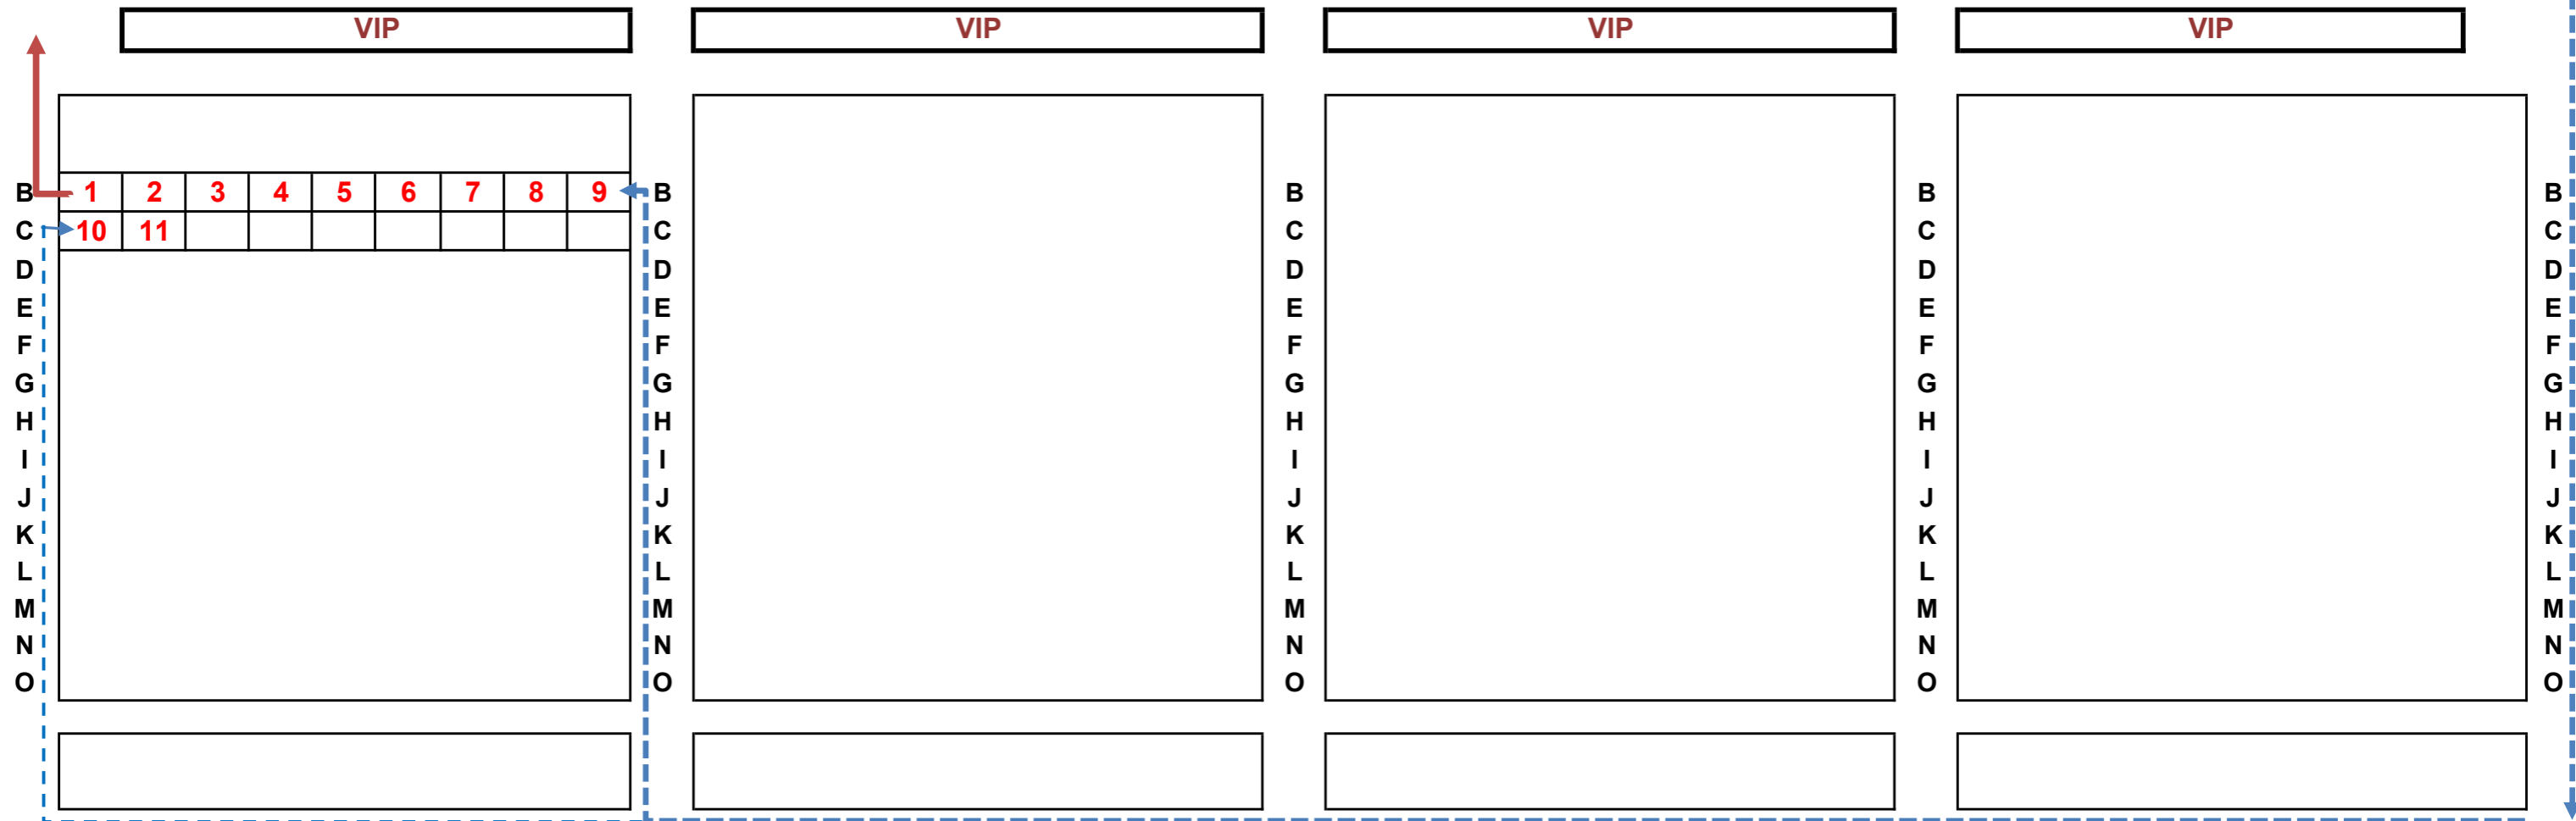 VIP VIP VIP VIP
B 1 2 3 4 5 6 7 8 9 B B B B
C 10 11 C C C C
D D D D D
E E E E E
F F F F F
G G G G G
H H H H H
I I I I I
J J J J J
K K K K K
L L L L L
M M M M M
N N N N N
O O O O O